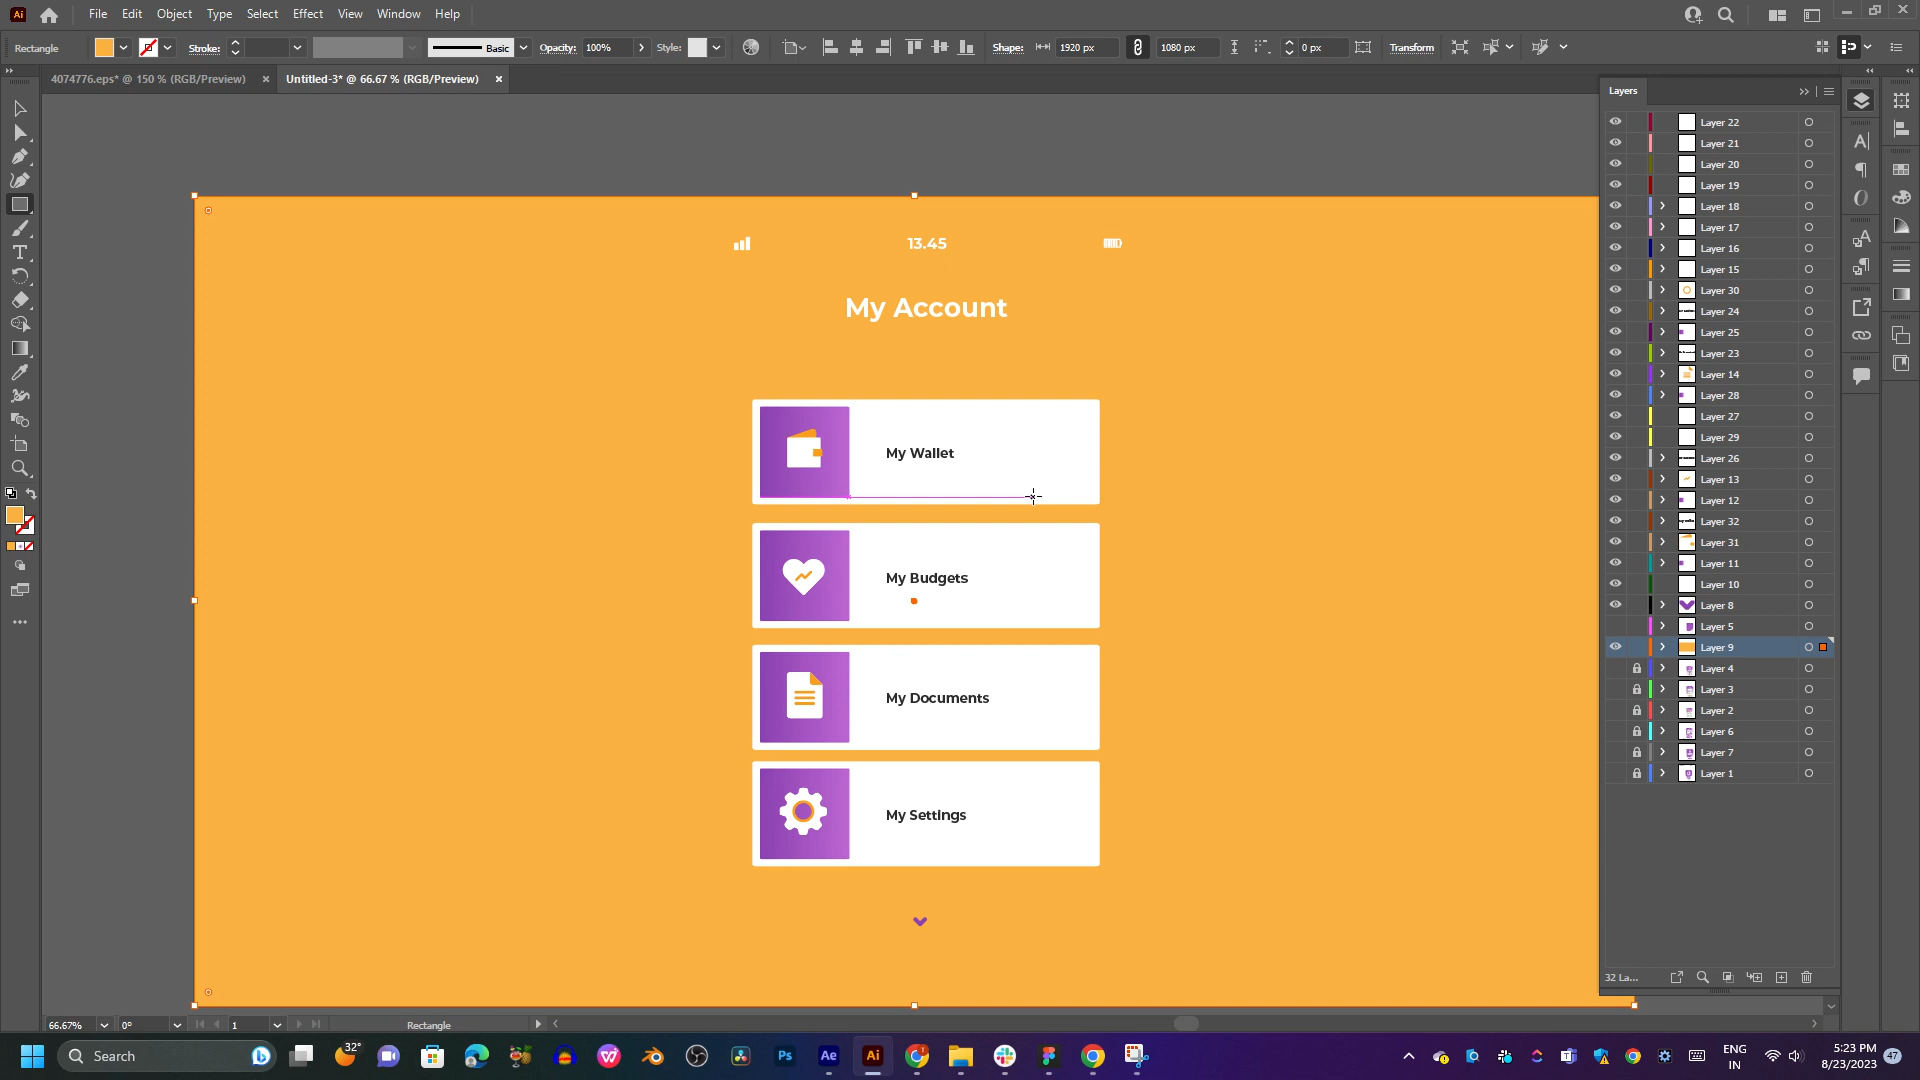 Ai File Edit Object Type Select Effect View Window Help
Rectangle Stroke: Basic Opacity: 100% Style: Shape: 1920 px 1080 px 0 px Transform
4074776.eps* @ 150 % (RGB/Preview) Untitled-3* @ 66.67 % (RGB/Preview)
Layers
Layer 22
Layer 21
Layer 20
Layer 19
Layer 18
Layer 17
Layer 16
Layer 15
Layer 30
Layer 24
Layer 25
Layer 23
Layer 14
Layer 28
Layer 27
Layer 29
Layer 26
Layer 13
Layer 12
Layer 32
Layer 31
Layer 11
Layer 10
Layer 8
Layer 5
Layer 9
Layer 4
Layer 3
Layer 2
Layer 6
Layer 7
Layer 1
32 La...
13.45
My Account
My Wallet
My Budgets
My Documents
My Settings
66.67% 0° 1 Rectangle
32°
Search
Ps Ae Ai
ENG
IN
5:23 PM
8/23/2023
47